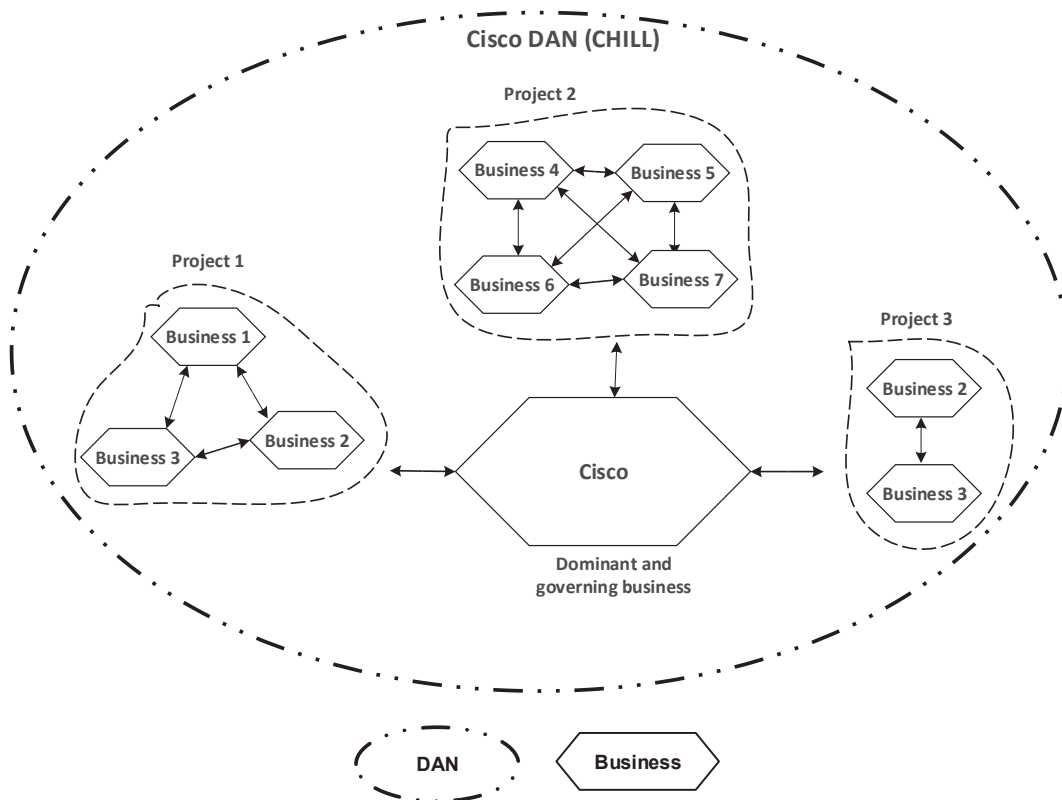 Cisco DAN (CHILL)
Project 2
Business 4
Business 5
Business 6
Business 7
Project 1
Business 1
Business 2
Business 3
Project 3
Business 2
Business 3
Cisco
Dominant and
governing business
DAN
Business